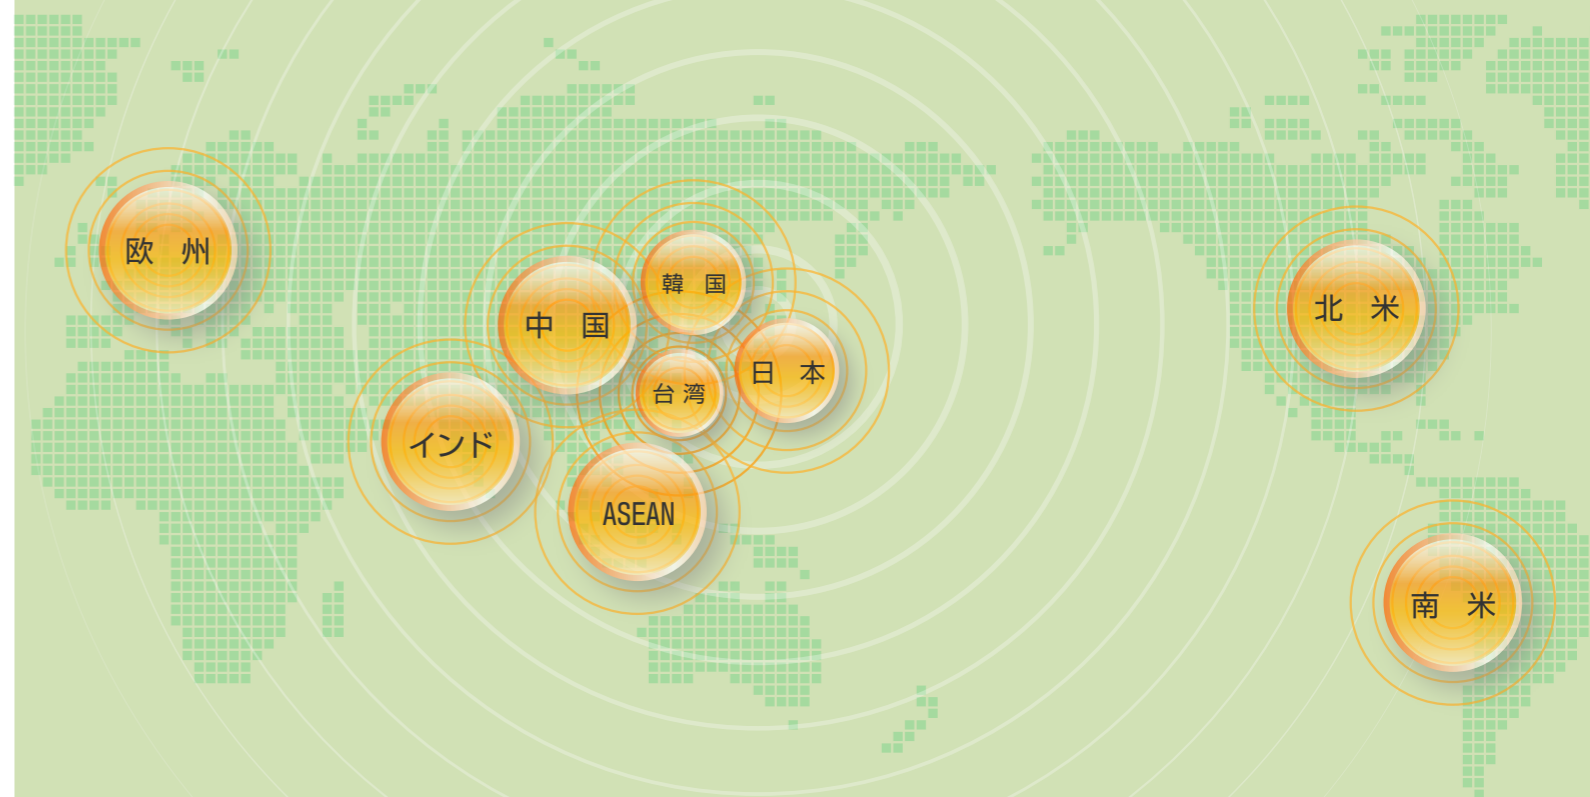 欧　州
韓　国
中　国
北　米
日　本
台 湾
インド
ASEAN
南　米